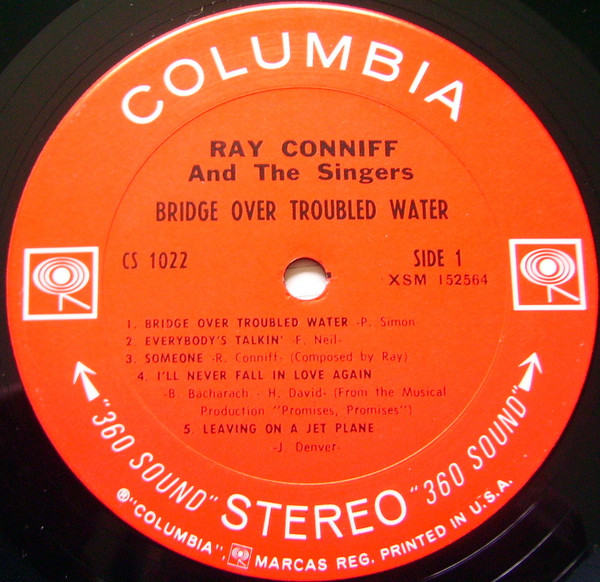 COLUMBIA
RAY CONNIFF
And The Singers
BRIDGE OVER TROUBLED WATER
CS 1022
SIDE 1
XSM 152564
1. BRIDGE OVER TROUBLED WATER -P. Simon
2. EVERYBODY'S TALKIN' -F. Neil-
3. SOMEONE -R. Conniff- (Composed by Ray)
4. I'LL NEVER FALL IN LOVE AGAIN
-B. Bacharach - H. David- (From the Musical
Production "Promises, Promises")
5. LEAVING ON A JET PLANE
-J. Denver-
"360 SOUND" STEREO "360 SOUND"
℗"COLUMBIA", MARCAS REG. PRINTED IN U.S.A.